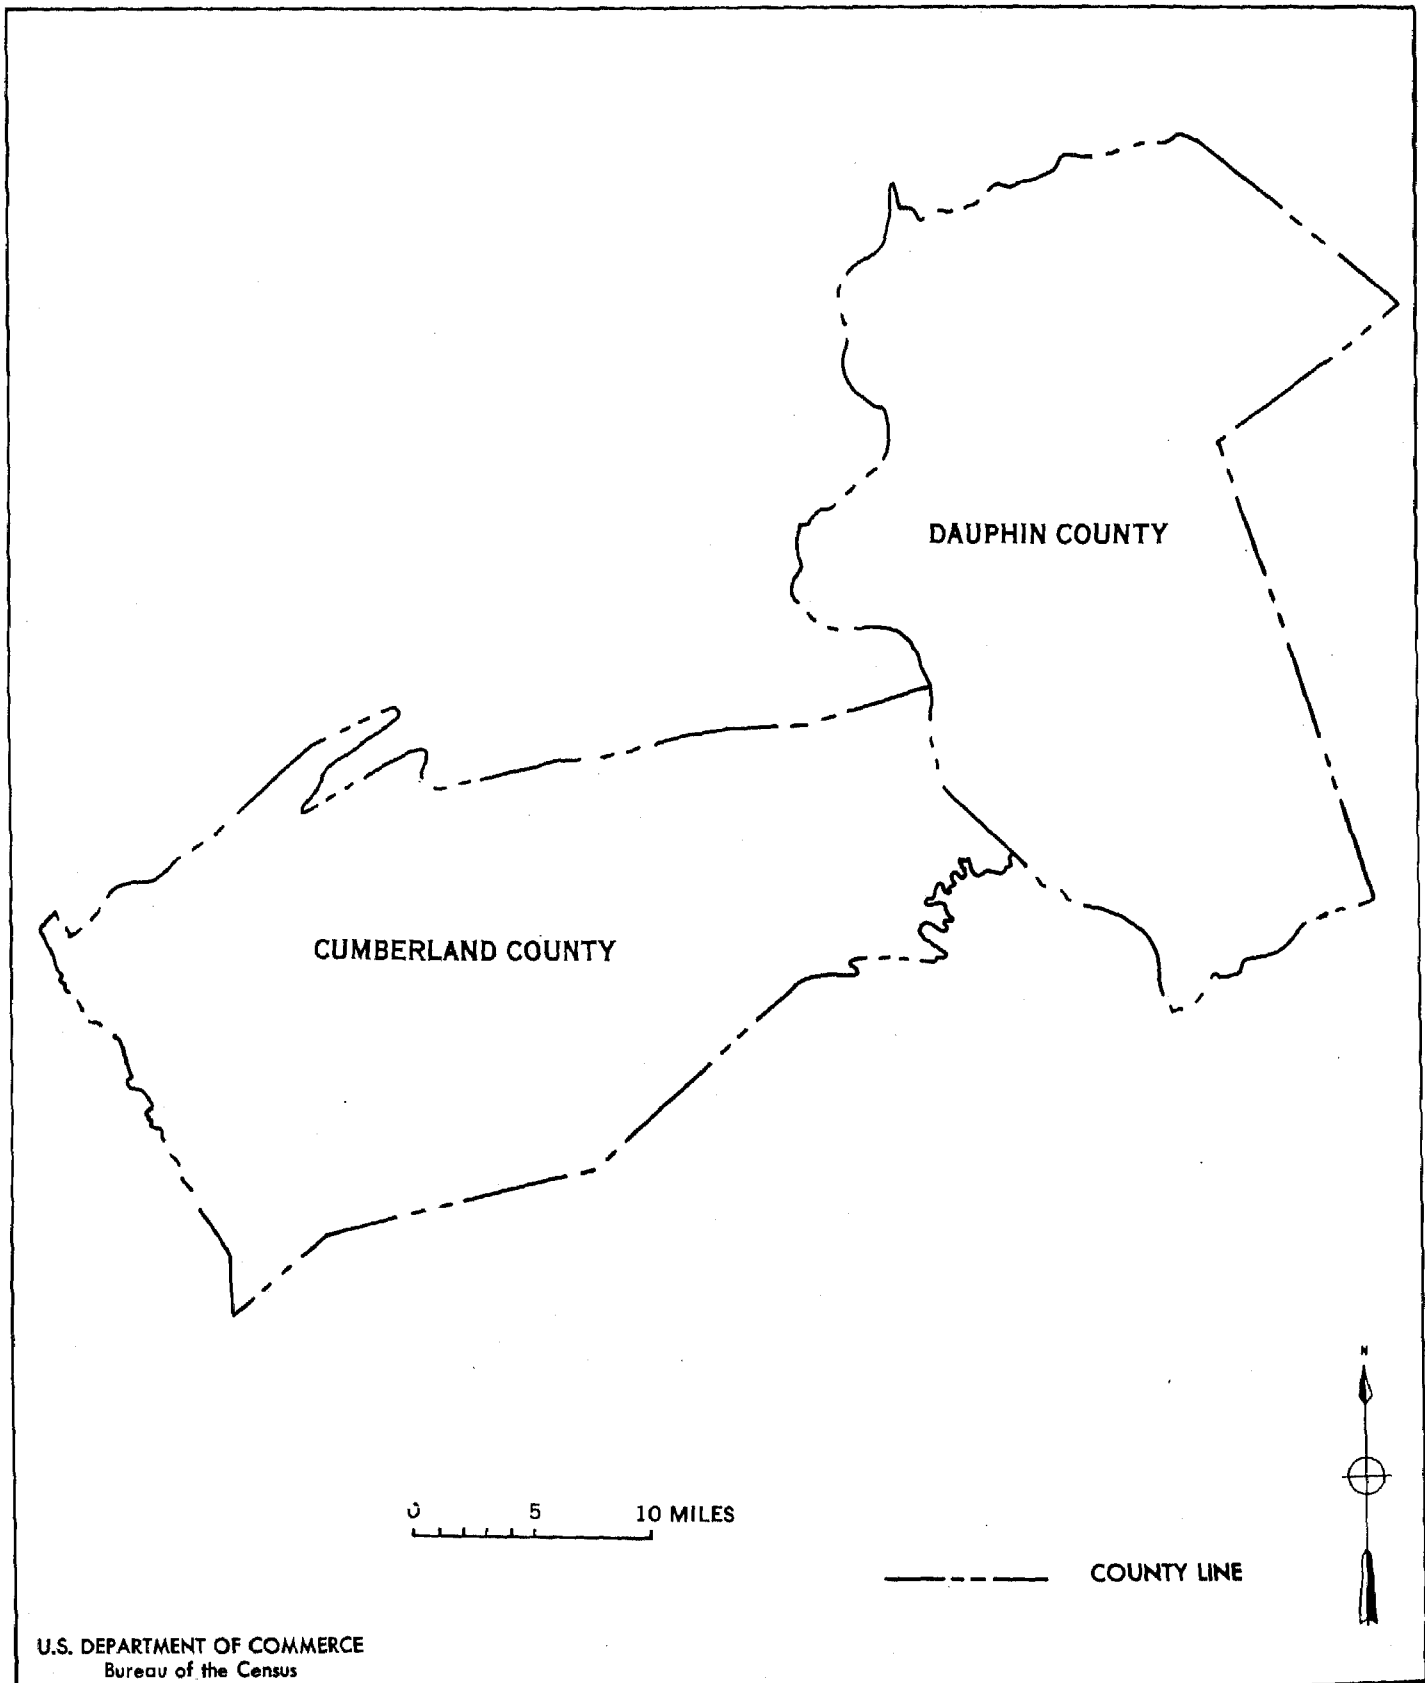 DAUPHIN COUNTY
CUMBERLAND COUNTY
N
0 5 10 MILES
COUNTY LINE
U.S. DEPARTMENT OF COMMERCE
Bureau of the Census